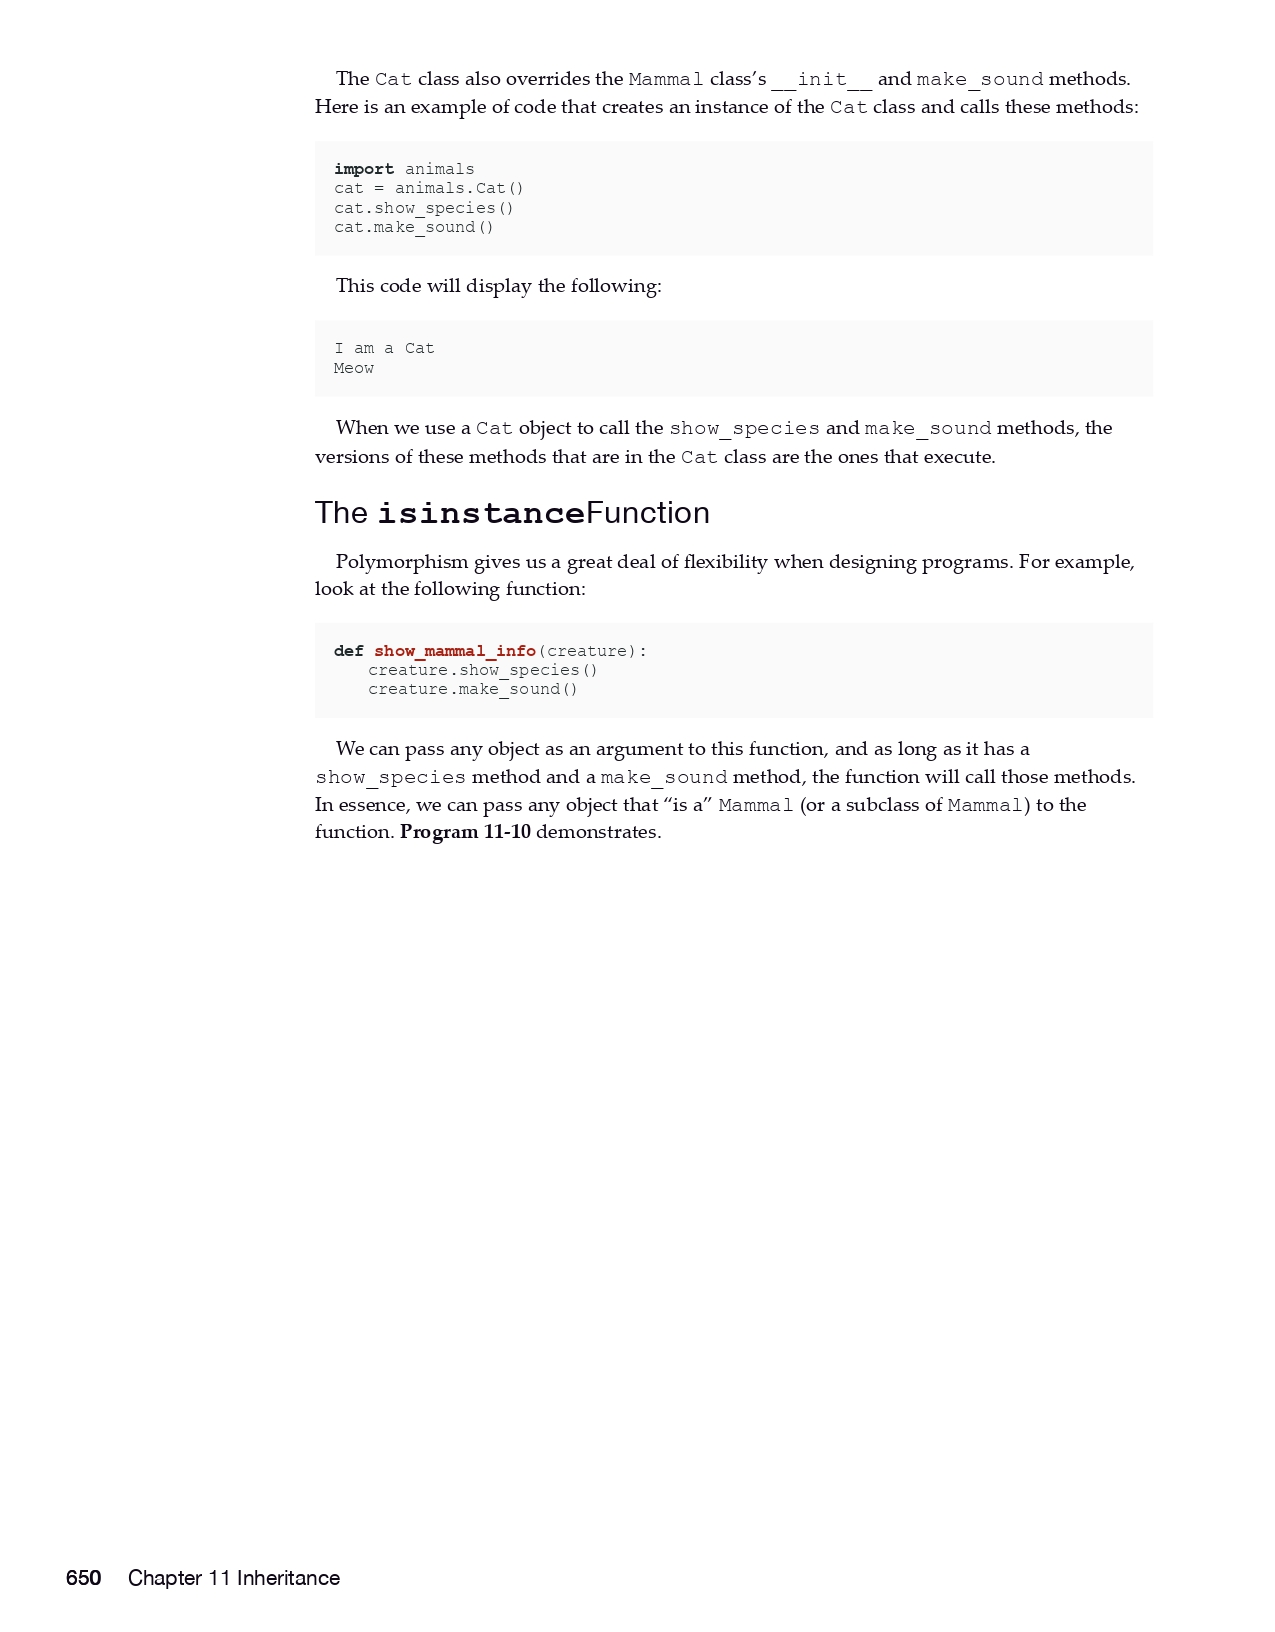 The Cat class also overrides the Mammal class’s __init__ and make_sound methods.
Here is an example of code that creates an instance of the Cat class and calls these methods:
import animals
cat = animals.Cat()
cat.show_species()
cat.make_sound()
This code will display the following:
I am a Cat
Meow
When we use a Cat object to call the show_species and make_sound methods, the
versions of these methods that are in the Cat class are the ones that execute.
The isinstanceFunction
Polymorphism gives us a great deal of flexibility when designing programs. For example,
look at the following function:
def show_mammal_info(creature):
creature.show_species()
creature.make_sound()
We can pass any object as an argument to this function, and as long as it has a
show_species method and a make_sound method, the function will call those methods.
In essence, we can pass any object that “is a” Mammal (or a subclass of Mammal) to the
function. Program 11-10 demonstrates.
650 Chapter 11 Inheritance